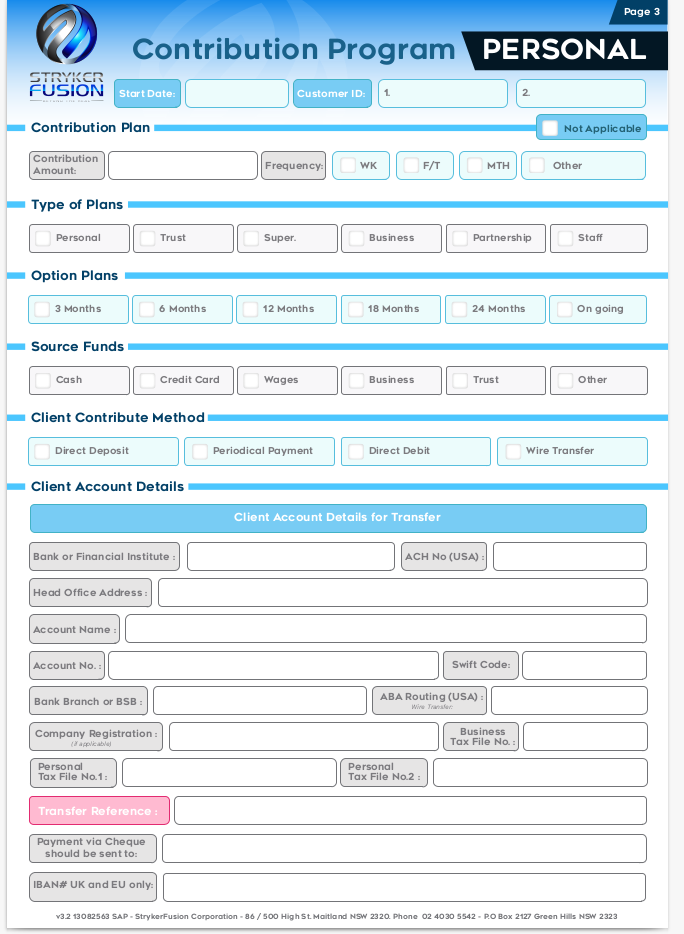 Page 3
Contribution Program PERSONAL
STRYKER
FUSION
Start Date: Customer ID: 1. 2.
Contribution Plan Not Applicable
Contribution
Amount: Frequency: WK F/T MTH Other
Type of Plans
Personal Trust Super. Business Partnership Staff
Option Plans
3 Months 6 Months 12 Months 18 Months 24 Months On going
Source Funds
Cash Credit Card Wages Business Trust Other
Client Contribute Method
Direct Deposit Periodical Payment Direct Debit Wire Transfer
Client Account Details
Client Account Details for Transfer
Bank or Financial Institute : ACH No (USA) :
Head Office Address :
Account Name :
Account No. : Swift Code:
Bank Branch or BSB : ABA Routing (USA) :
Wire Transfer:
Company Registration :
(if applicable)
Business
Tax File No. :
Personal
Tax File No.1 :
Personal
Tax File No.2 :
Transfer Reference :
Payment via Cheque
should be sent to:
IBAN# UK and EU only:
v3.2 13082563 SAP - StrykerFusion Corporation - 86 / 500 High St. Maitland NSW 2320. Phone 02 4030 5542 - P.O Box 2127 Green Hills NSW 2323